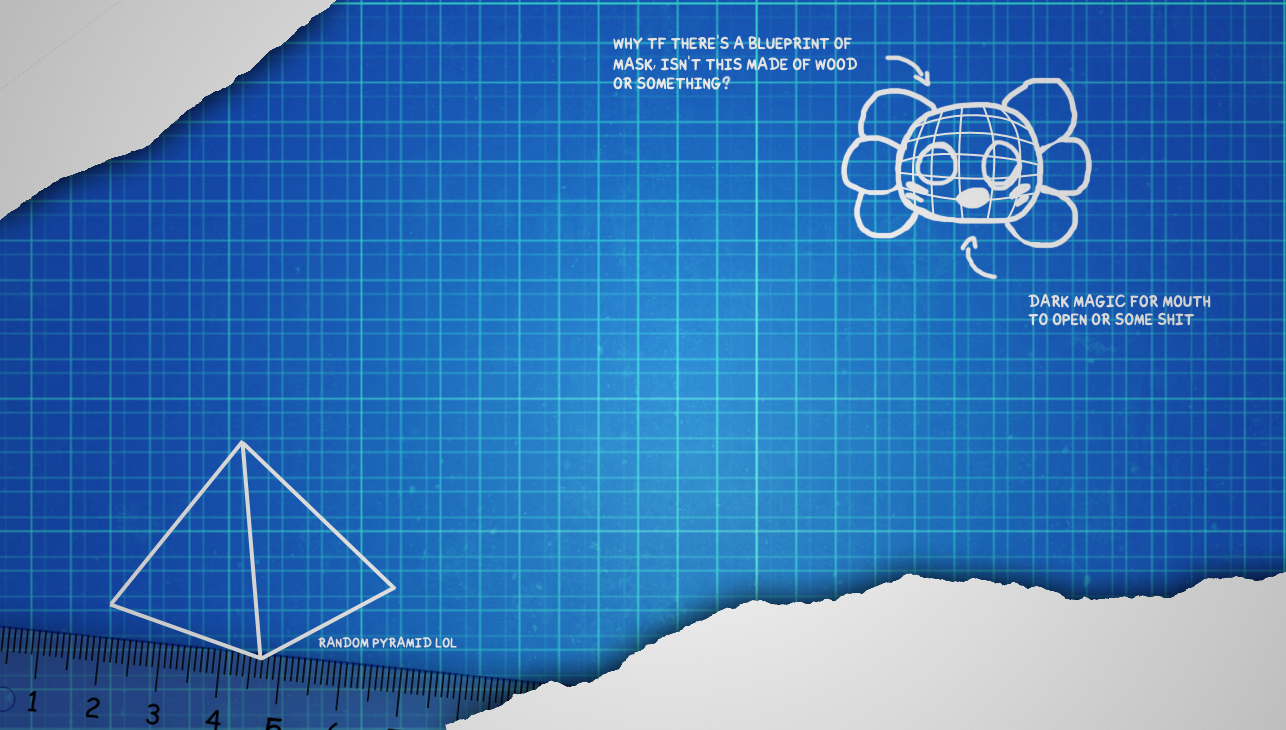 WHY TF THERE'S A BLUEPRINT OF
MASK, ISN'T THIS MADE OF WOOD
OR SOMETHING?
DARK MAGIC FOR MOUTH
TO OPEN OR SOME SHIT
RANDOM PYRAMID LOL
1 2 3 4 5